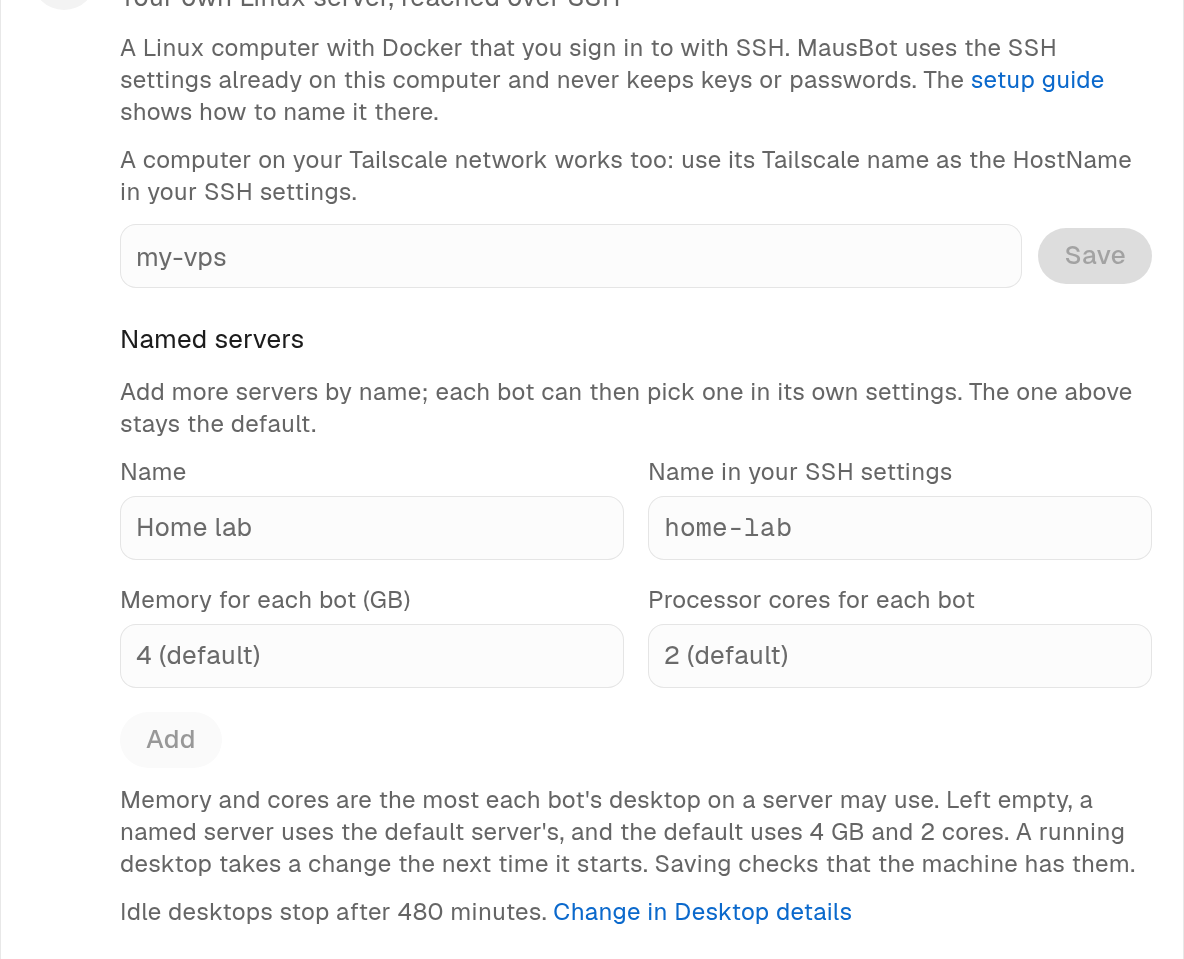 Your own Linux server, reached over SSH
A Linux computer with Docker that you sign in to with SSH. MausBot uses the SSH
settings already on this computer and never keeps keys or passwords. The setup guide
shows how to name it there.
A computer on your Tailscale network works too: use its Tailscale name as the HostName
in your SSH settings.
my-vps
Save
Named servers
Add more servers by name; each bot can then pick one in its own settings. The one above
stays the default.
Name
Name in your SSH settings
Home lab
home-lab
Memory for each bot (GB)
Processor cores for each bot
4 (default)
2 (default)
Add
Memory and cores are the most each bot's desktop on a server may use. Left empty, a
named server uses the default server's, and the default uses 4 GB and 2 cores. A running
desktop takes a change the next time it starts. Saving checks that the machine has them.
Idle desktops stop after 480 minutes. Change in Desktop details